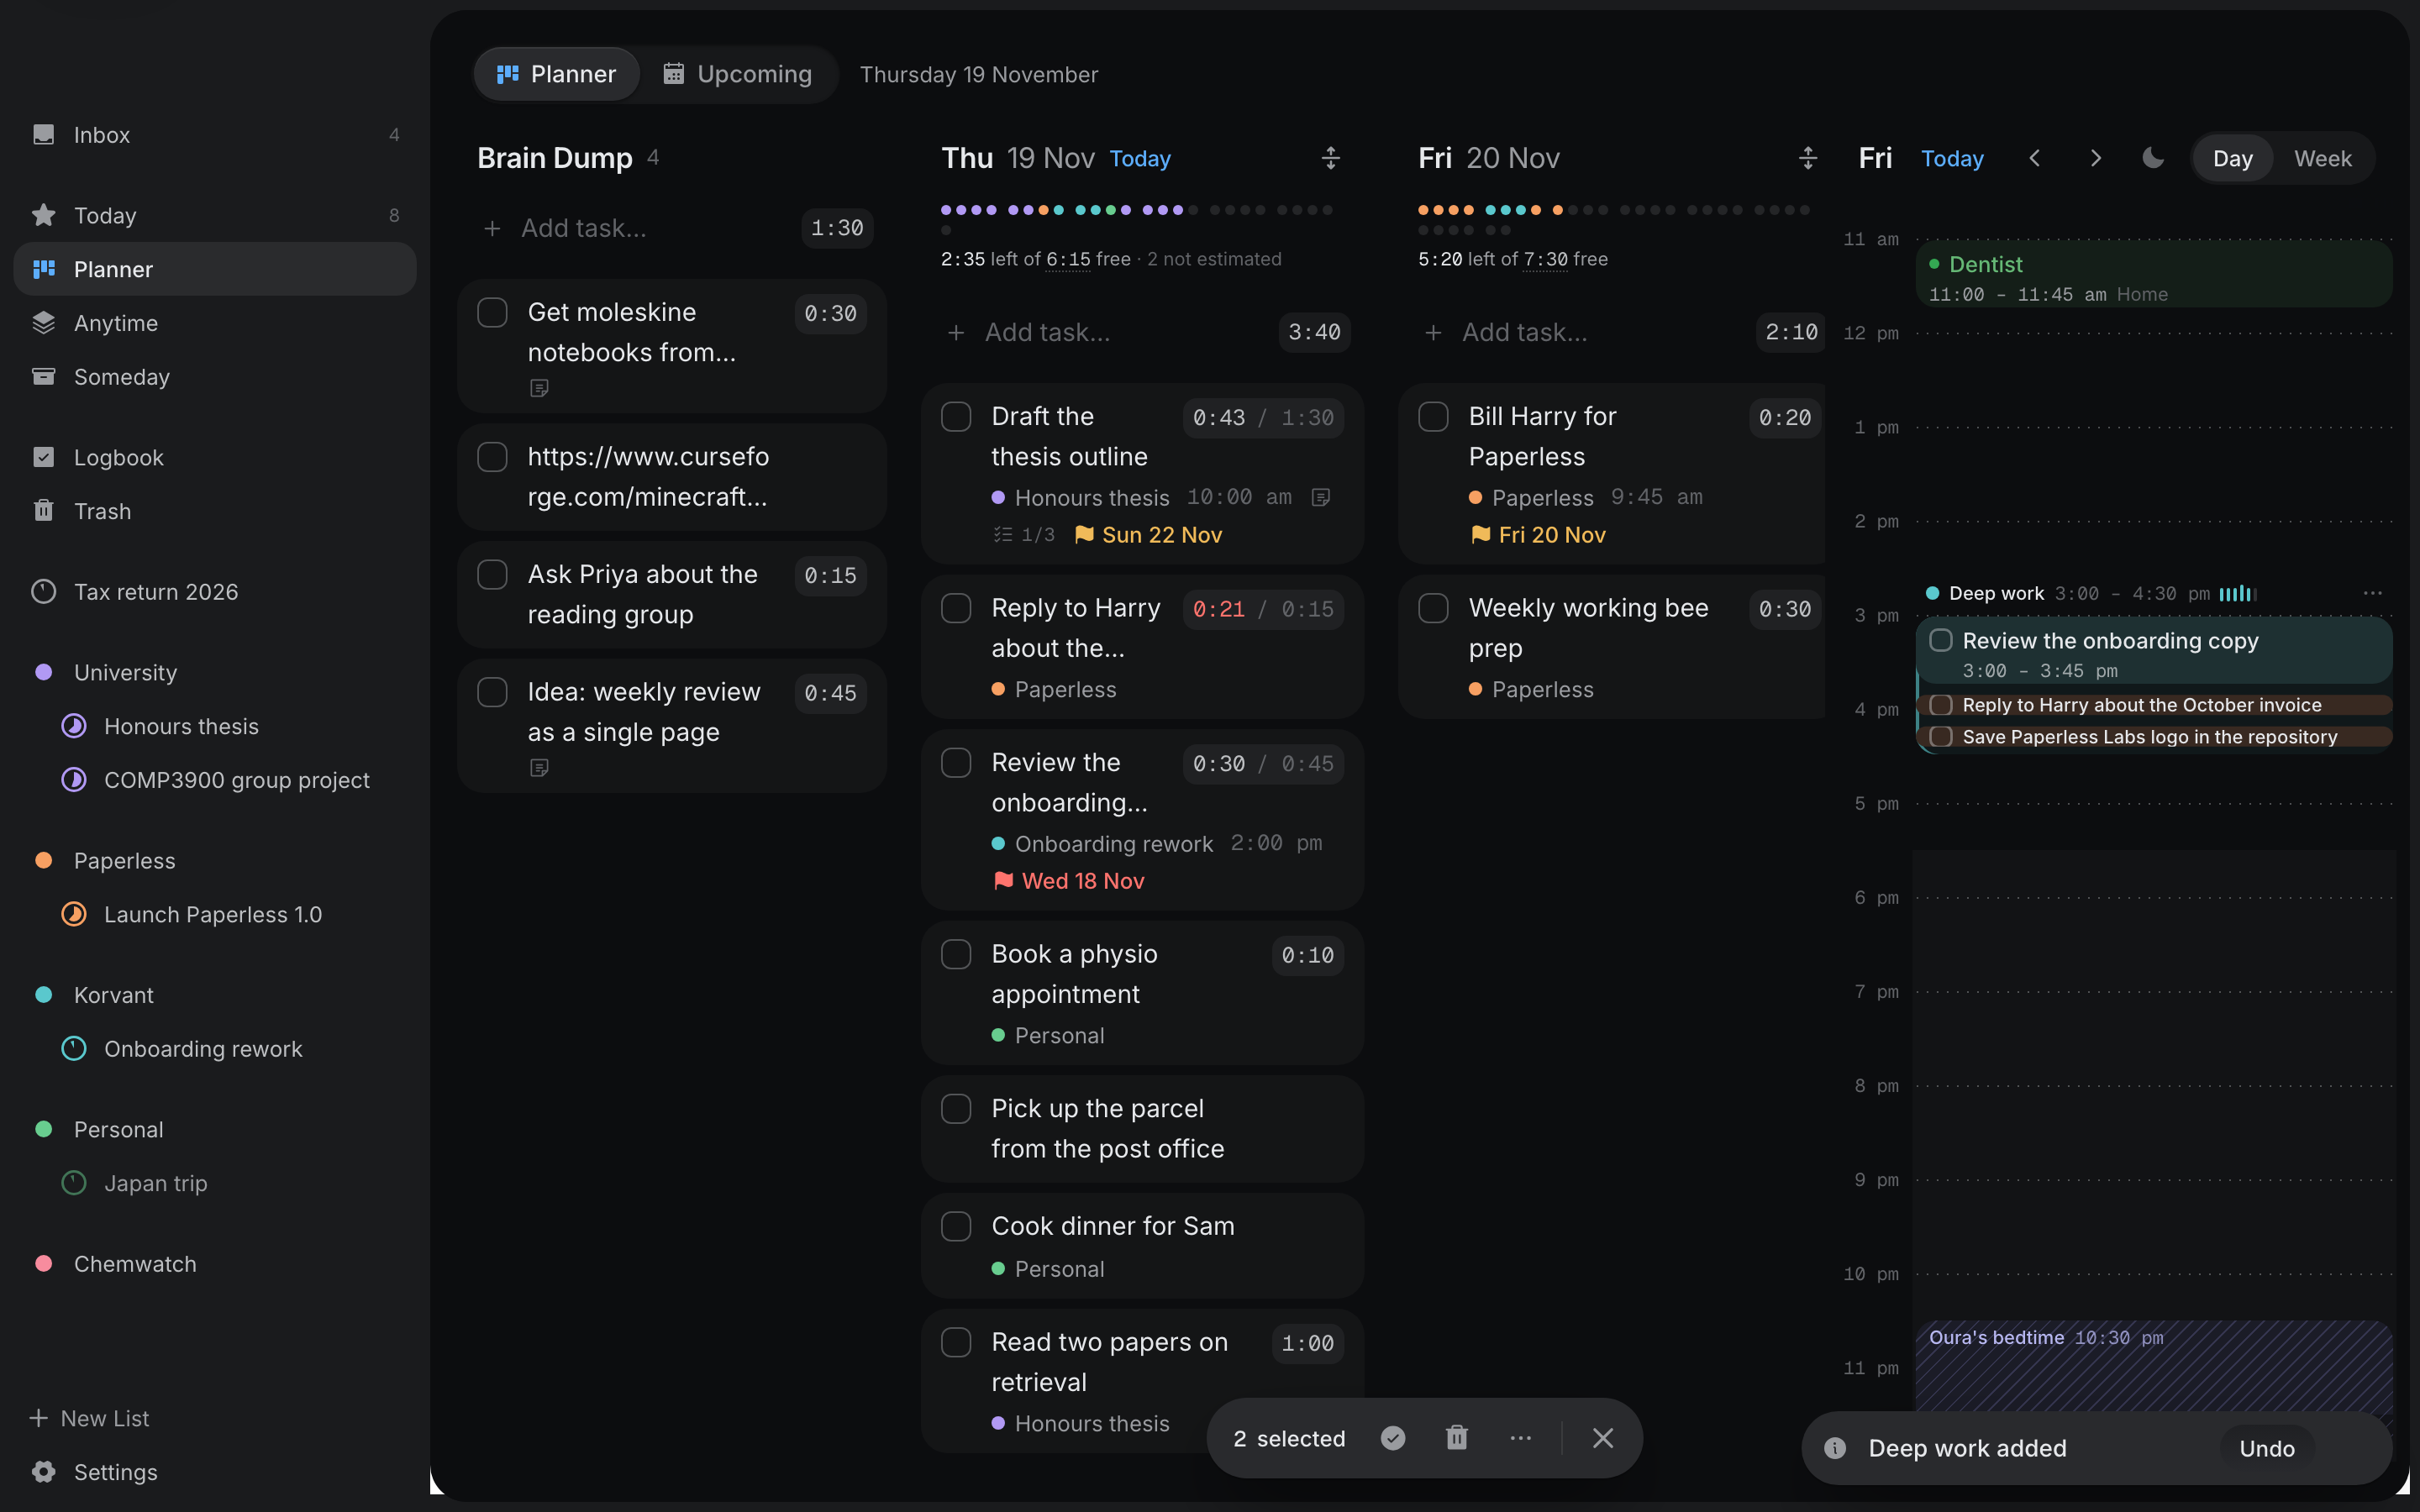 Inbox 4
Today 8
Planner
Anytime
Someday
Logbook
Trash
Tax return 2026
University
Honours thesis
COMP3900 group project
Paperless
Launch Paperless 1.0
Korvant
Onboarding rework
Personal
Japan trip
Chemwatch
New List
Settings
Planner Upcoming Thursday 19 November
Brain Dump 4
Add task... 1:30
Get moleskine 0:30
notebooks from...
https://www.cursefo
rge.com/minecraft...
Ask Priya about the 0:15
reading group
Idea: weekly review 0:45
as a single page
Thu 19 Nov Today
2:35 left of 6:15 free · 2 not estimated
Add task... 3:40
Draft the 0:43 / 1:30
thesis outline
Honours thesis 10:00 am
1/3 Sun 22 Nov
Reply to Harry 0:21 / 0:15
about the...
Paperless
Review the 0:30 / 0:45
onboarding...
Onboarding rework 2:00 pm
Wed 18 Nov
Book a physio 0:10
appointment
Personal
Pick up the parcel
from the post office
Cook dinner for Sam
Personal
Read two papers on 1:00
retrieval
Honours thesis
Fri 20 Nov
5:20 left of 7:30 free
Add task... 2:10
Bill Harry for 0:20
Paperless
Paperless 9:45 am
Fri 20 Nov
Weekly working bee 0:30
prep
Paperless
Fri Today Day Week
11 am
Dentist
11:00 - 11:45 am Home
12 pm
1 pm
2 pm
Deep work 3:00 - 4:30 pm
3 pm
Review the onboarding copy
3:00 - 3:45 pm
4 pm
Reply to Harry about the October invoice
Save Paperless Labs logo in the repository
5 pm
6 pm
7 pm
8 pm
9 pm
10 pm
Oura's bedtime 10:30 pm
11 pm
2 selected
Deep work added Undo